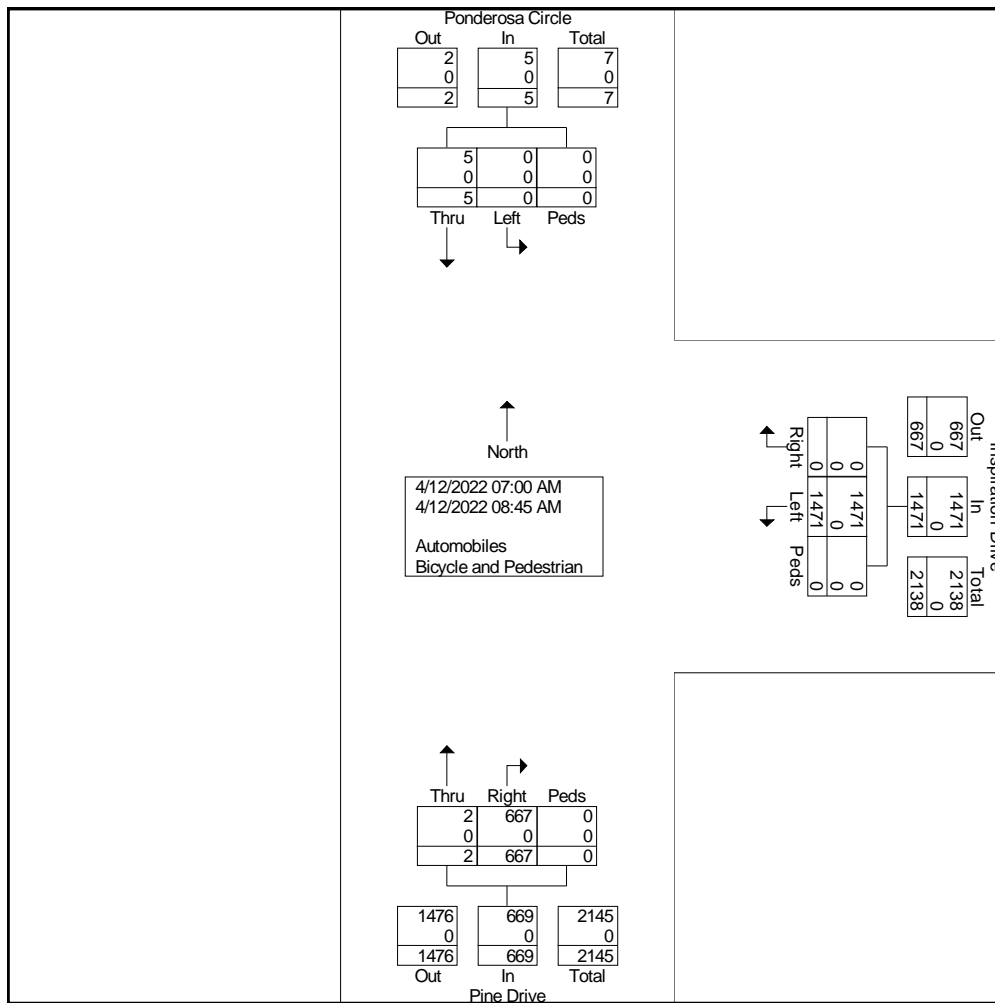 Ponderosa Circle
Out In Total
2 5 7
0 0 0
2 5 7
5 0 0
0 0 0
5 0 0
Thru Left Peds
North
4/12/2022 07:00 AM
4/12/2022 08:45 AM
Automobiles
Bicycle and Pedestrian
Inspiration Drive
Out In Total
667 1471 2138
0 0 0
667 1471 2138
0 1471 0
0 0 0
0 1471 0
Right Left Peds
Thru Right Peds
2 667 0
0 0 0
2 667 0
1476 669 2145
0 0 0
1476 669 2145
Out In Total
Pine Drive